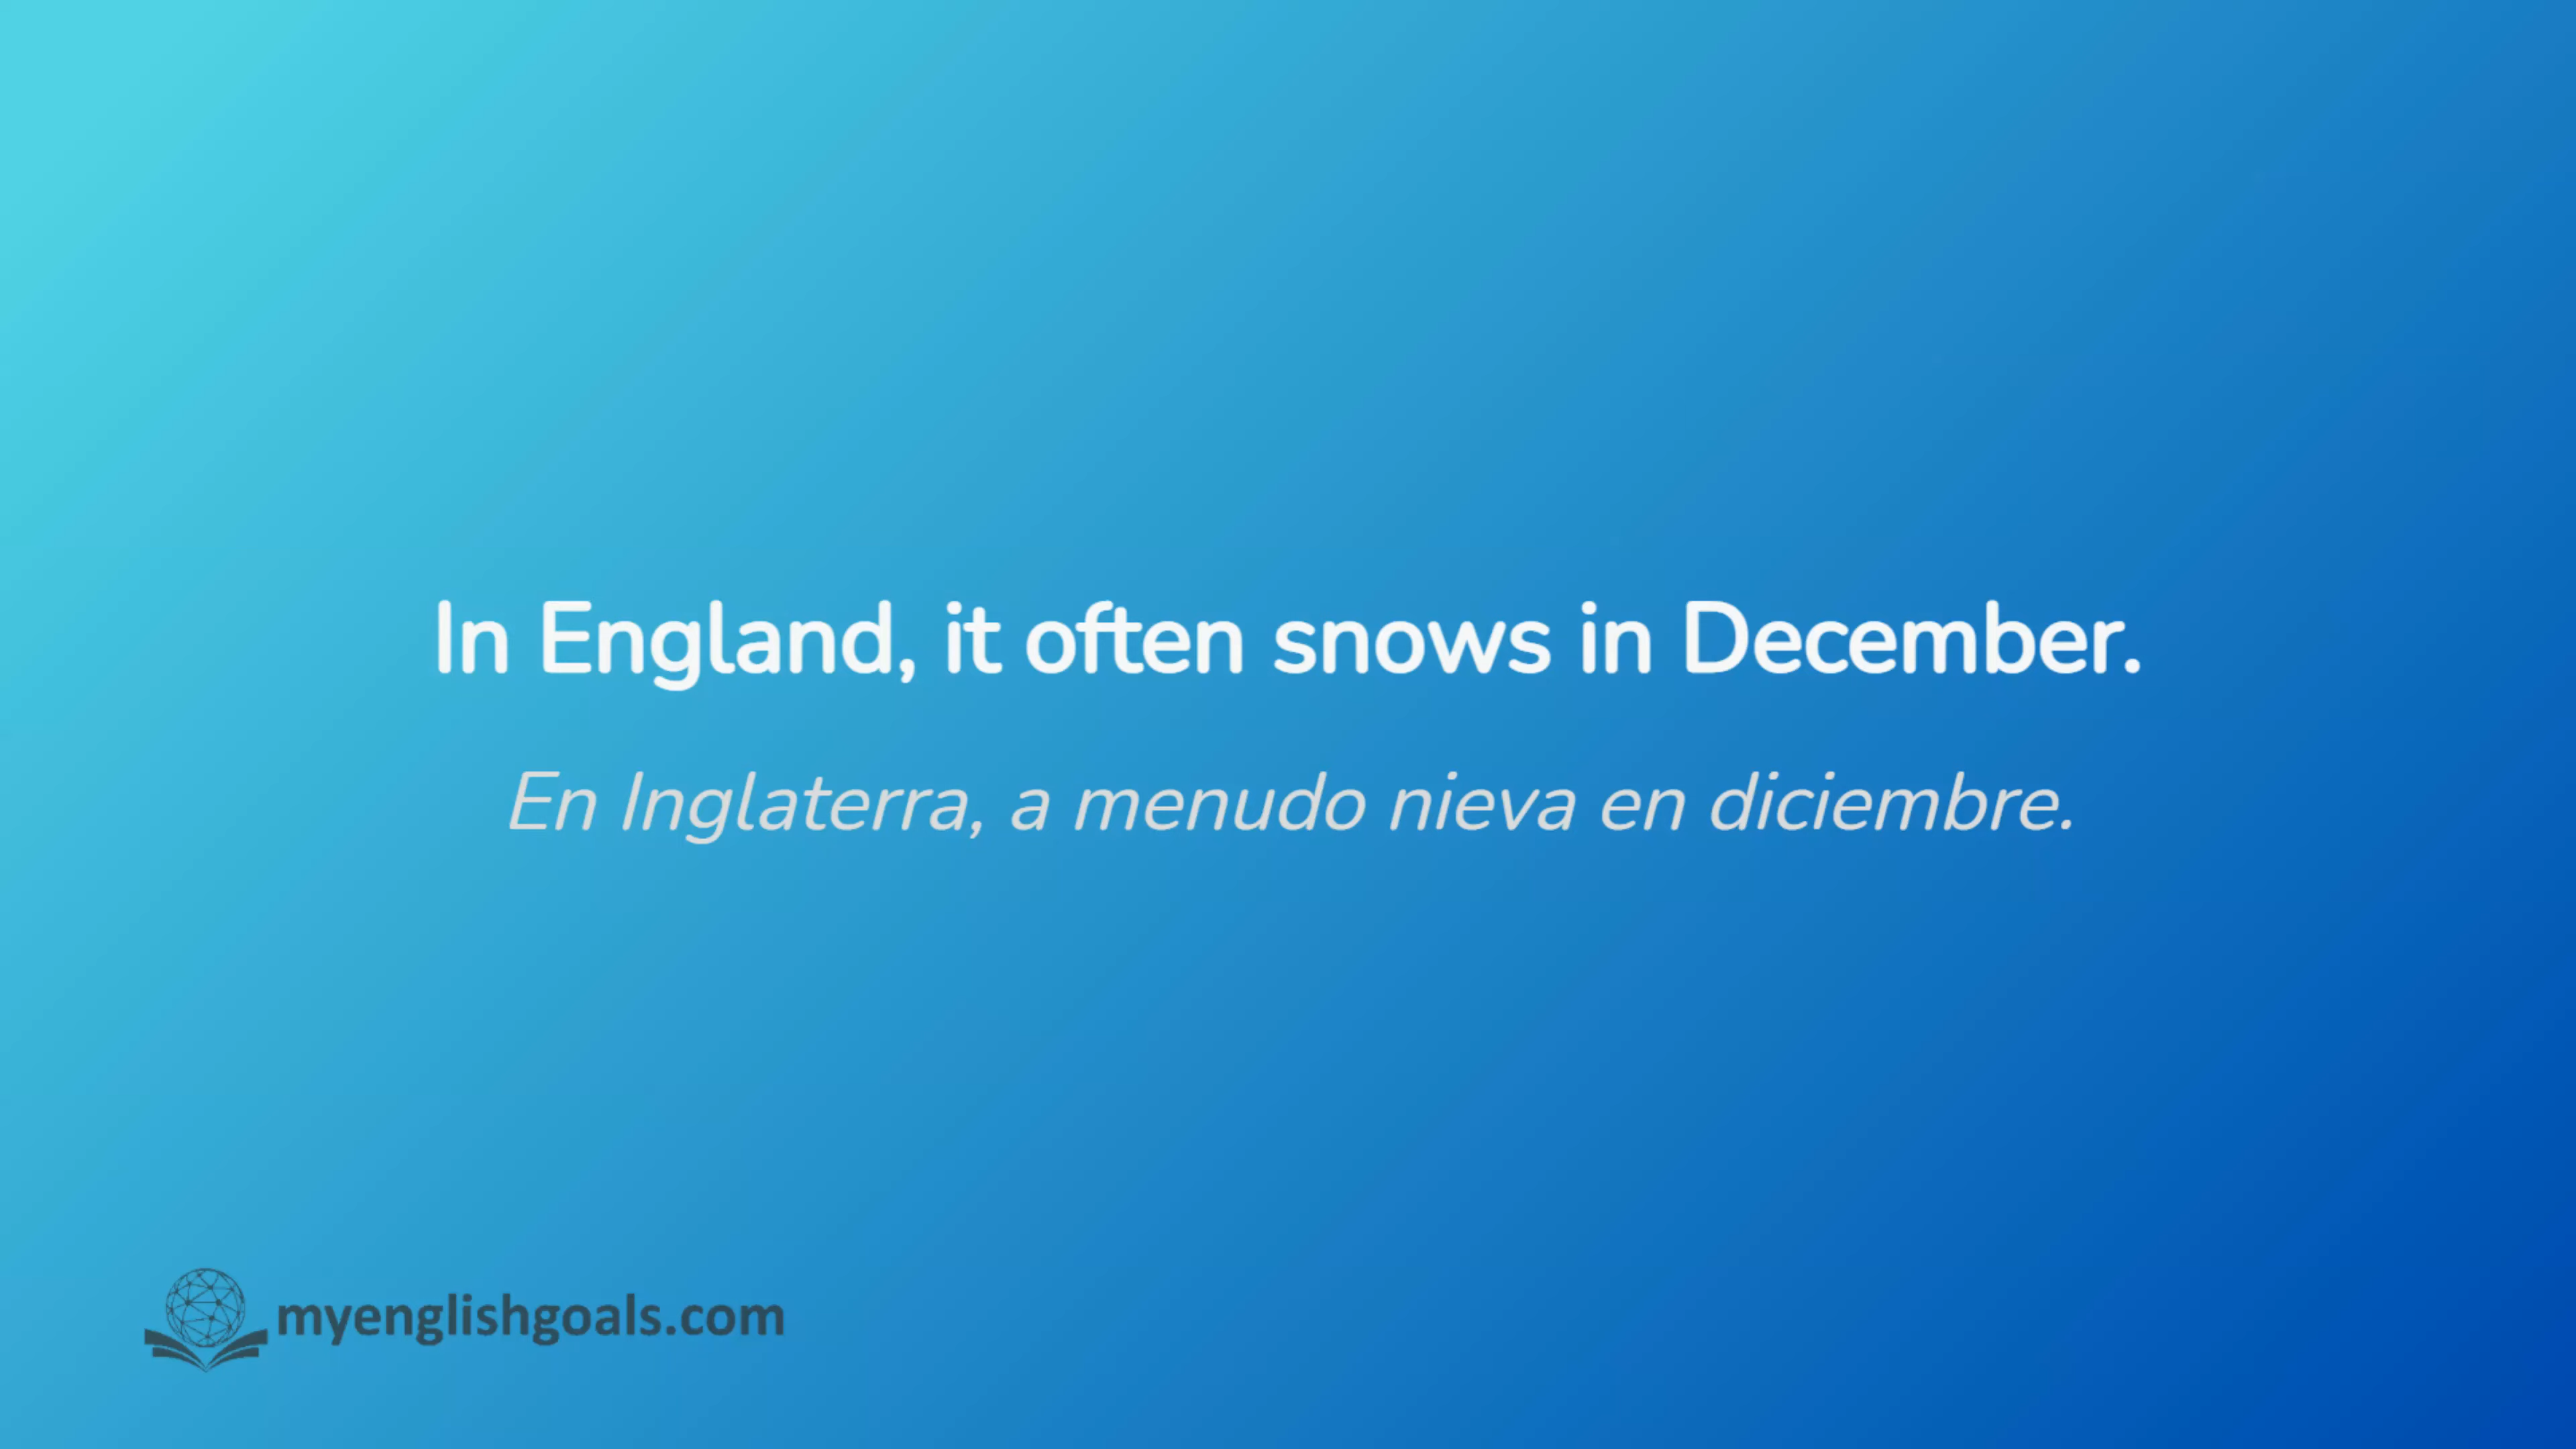 In England, it often snows in December.
En Inglaterra, a menudo nieva en diciembre.
myenglishgoals.com